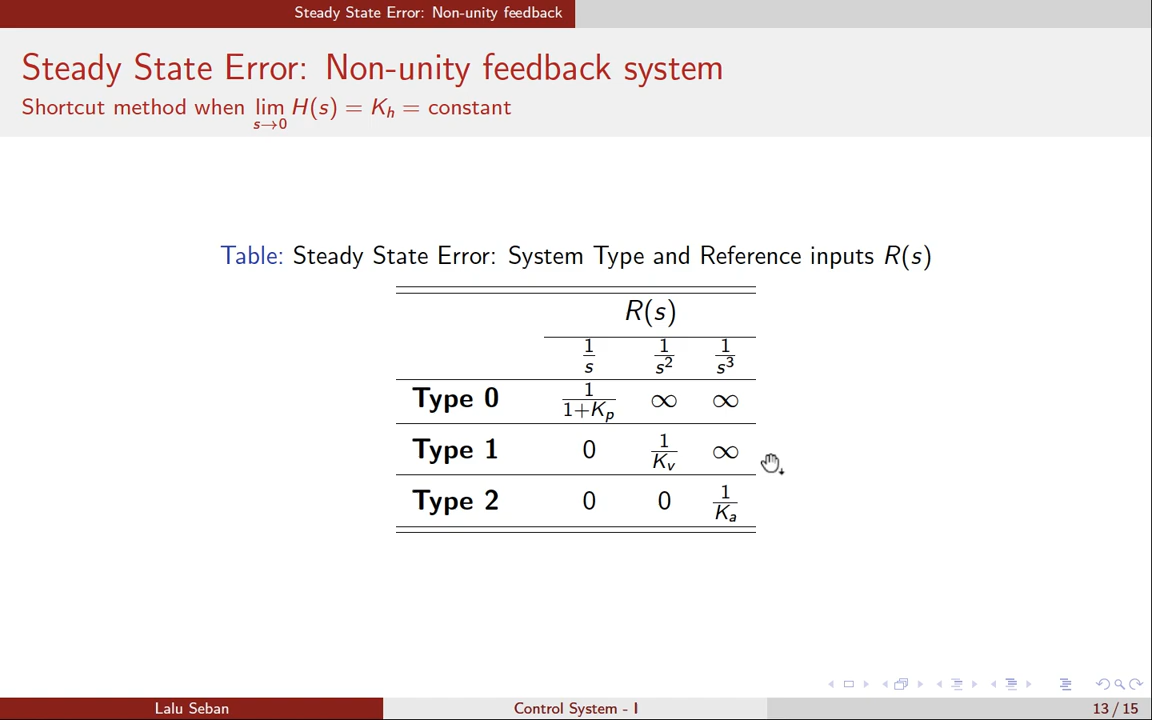 Steady State Error: Non-unity feedback
Steady State Error: Non-unity feedback system
Shortcut method when lim s→0 H(s) = K_h = constant
Table: Steady State Error: System Type and Reference inputs R(s)
R(s)
1/s 1/s² 1/s³
Type 0 1/(1+K_p) ∞ ∞
Type 1 0 1/K_v ∞
Type 2 0 0 1/K_a
Lalu Seban Control System - I 13 / 15